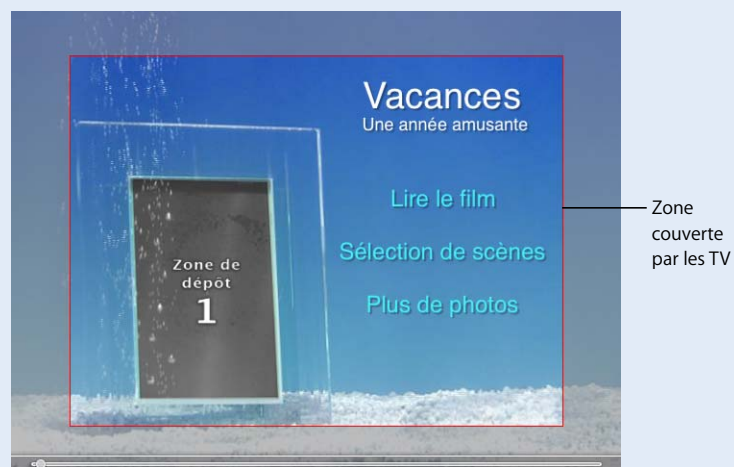 Vacances
Une année amusante
Lire le film
Sélection de scènes
Plus de photos
Zone de
dépôt
1
Zone
couverte
par les TV